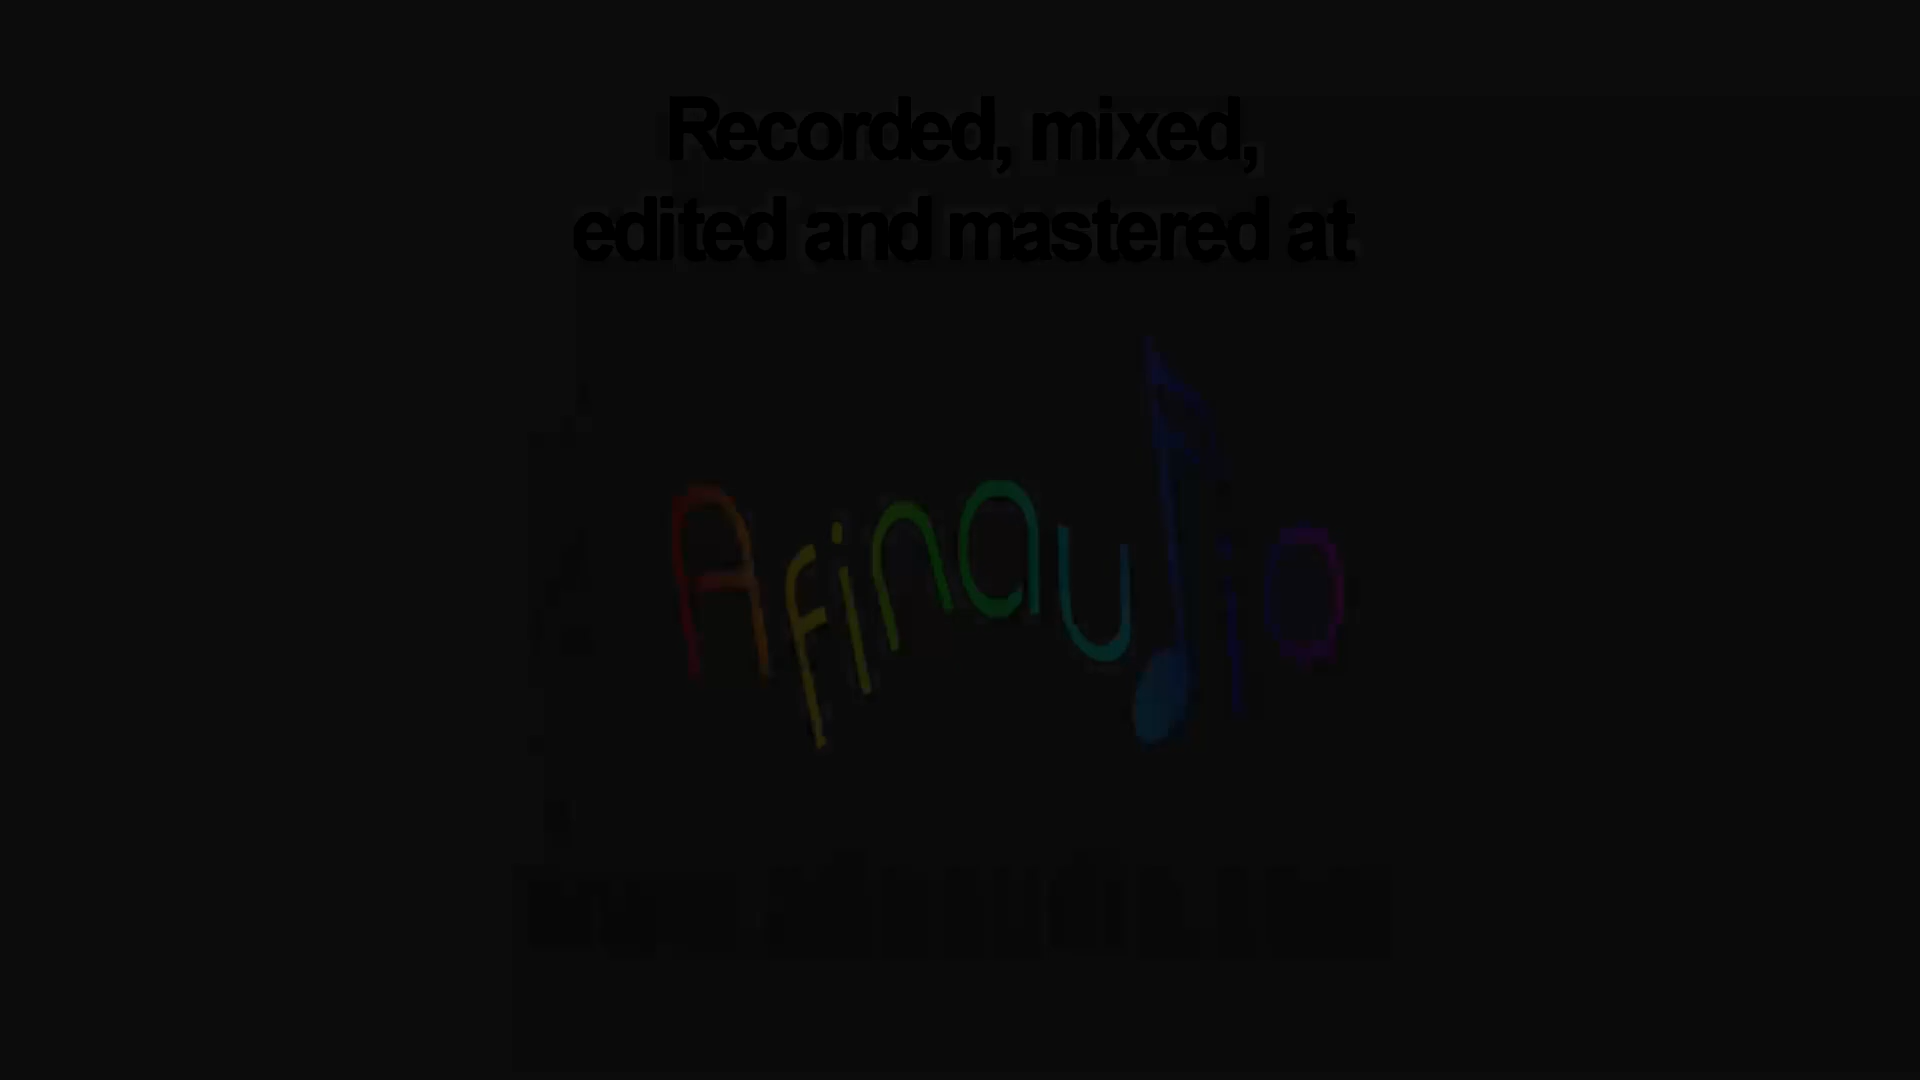 Recorded, mixed,
edited and mastered at
Afinaudio